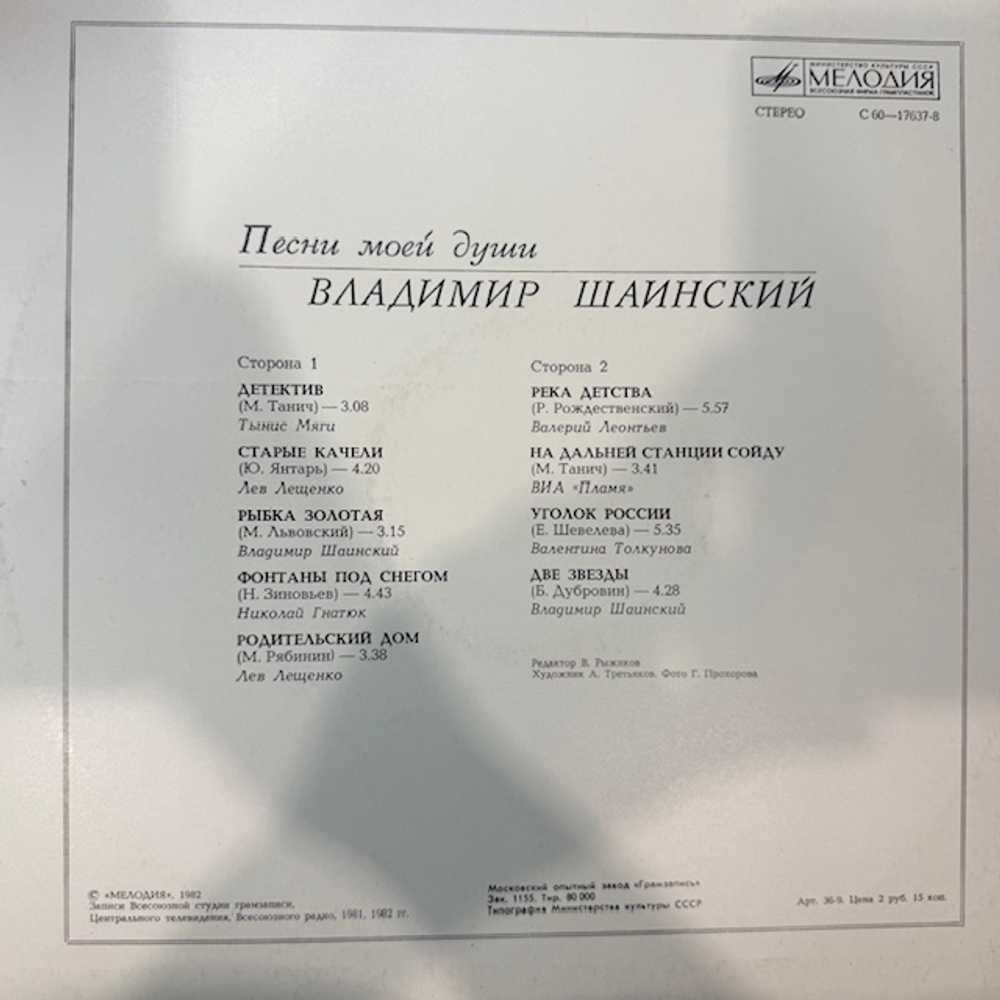 МИНИСТЕРСТВО КУЛЬТУРЫ СССР
МЕЛОДИЯ
ВСЕСОЮЗНАЯ ФИРМА ГРАМПЛАСТИНОК
СТЕРЕО С 60—17637-8
Песни моей души
ВЛАДИМИР ШАИНСКИЙ
Сторона 1
ДЕТЕКТИВ
(М. Танич) — 3.08
Тынис Мяги
СТАРЫЕ КАЧЕЛИ
(Ю. Янтарь) — 4.20
Лев Лещенко
РЫБКА ЗОЛОТАЯ
(М. Львовский) — 3.15
Владимир Шаинский
ФОНТАНЫ ПОД СНЕГОМ
(Н. Зиновьев) — 4.43
Николай Гнатюк
РОДИТЕЛЬСКИЙ ДОМ
(М. Рябинин) — 3.38
Лев Лещенко
Сторона 2
РЕКА ДЕТСТВА
(Р. Рождественский) — 5.57
Валерий Леонтьев
НА ДАЛЬНЕЙ СТАНЦИИ СОЙДУ
(М. Танич) — 3.41
ВИА «Пламя»
УГОЛОК РОССИИ
(Е. Шевелева) — 5.35
Валентина Толкунова
ДВЕ ЗВЕЗДЫ
(Б. Дубровин) — 4.28
Владимир Шаинский
Редактор В. Рыжиков
Художник А. Третьяков. Фото Г. Прохорова
© «МЕЛОДИЯ», 1982
Записи Всесоюзной студии грамзаписи,
Центрального телевидения, Всесоюзного радио, 1981, 1982 гг.
Московский опытный завод «Грамзапись»
Зак. 1155. Тир. 80 000
Типография Министерства культуры СССР
Арт. 36-9. Цена 2 руб. 15 коп.